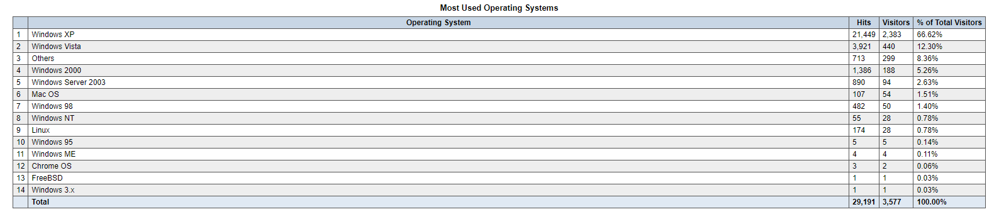 Most Used Operating Systems
Operating System Hits Visitors % of Total Visitors
1 Windows XP 21,449 2,383 66.62%
2 Windows Vista 3,921 440 12.30%
3 Others 713 299 8.36%
4 Windows 2000 1,386 188 5.26%
5 Windows Server 2003 890 94 2.63%
6 Mac OS 107 54 1.51%
7 Windows 98 482 50 1.40%
8 Windows NT 55 28 0.78%
9 Linux 174 28 0.78%
10 Windows 95 5 5 0.14%
11 Windows ME 4 4 0.11%
12 Chrome OS 3 2 0.06%
13 FreeBSD 1 1 0.03%
14 Windows 3.x 1 1 0.03%
Total 29,191 3,577 100.00%